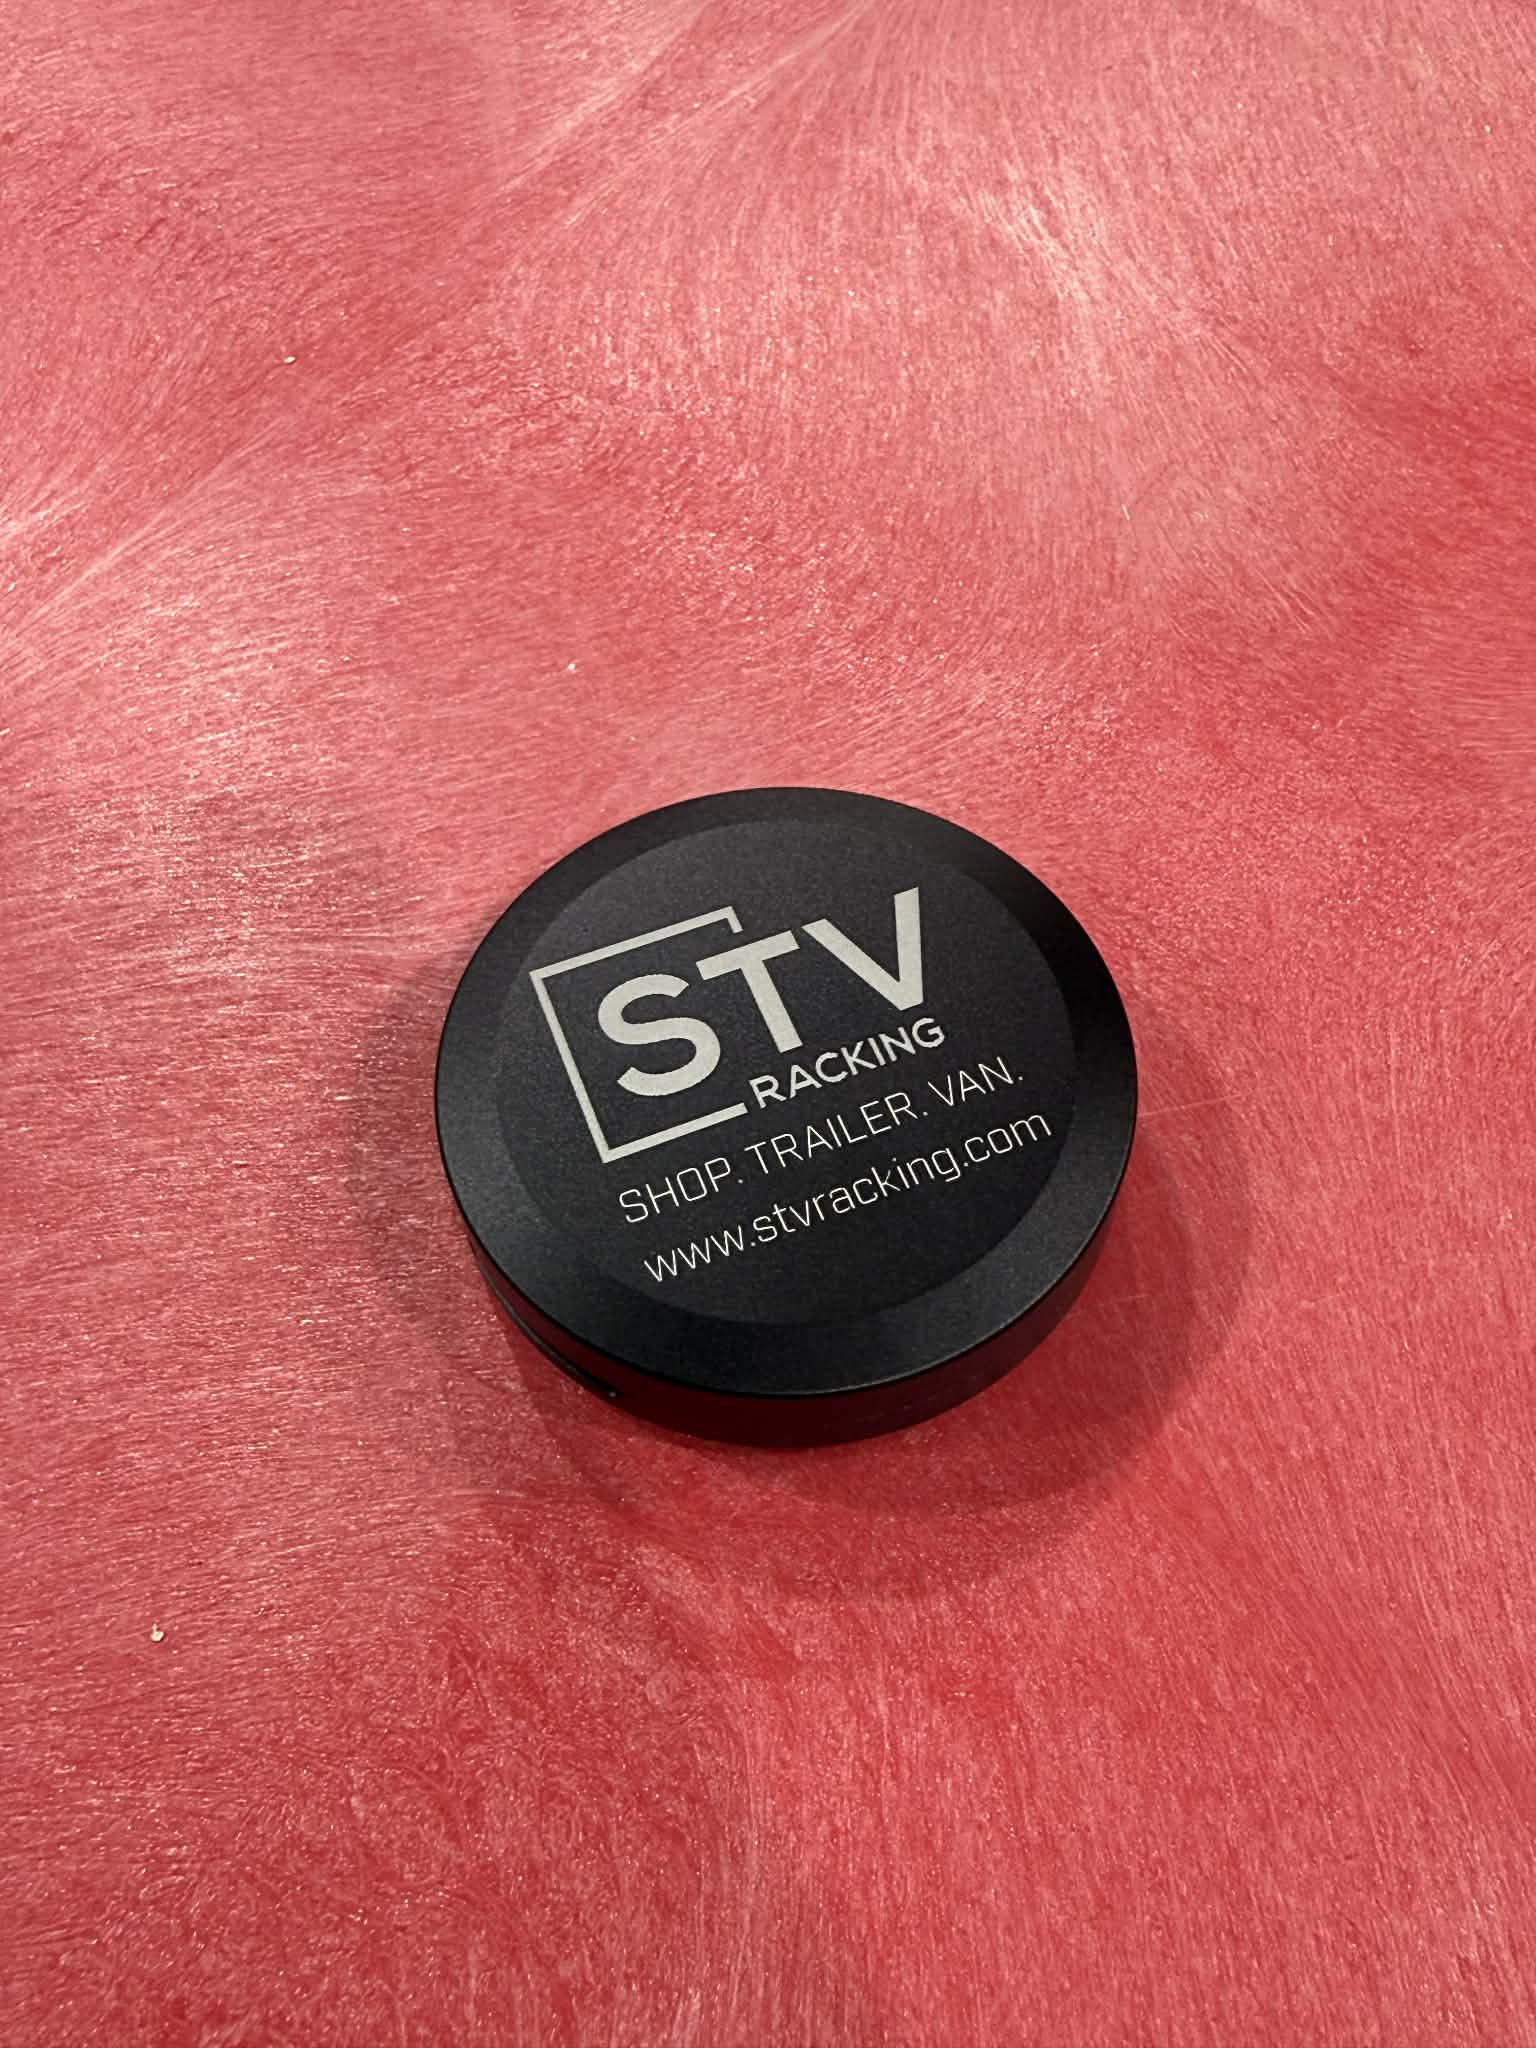 STV
RACKING
SHOP. TRAILER. VAN.
www.stvracking.com